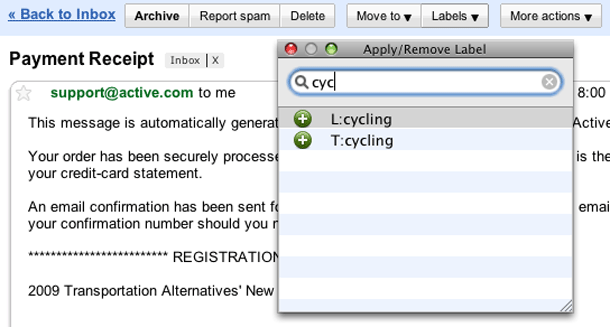 « Back to Inbox Archive Report spam Delete Move to ▼ Labels ▼ More actions ▼
Payment Receipt Inbox | X
Apply/Remove Label
cyc
support@active.com to me 8:00
This message is automatically generat Active
L:cycling
T:cycling
Your order has been securely processe is the
your credit-card statement.
An email confirmation has been sent fo emai
your confirmation number should you
************************* REGISTRATION
2009 Transportation Alternatives' New